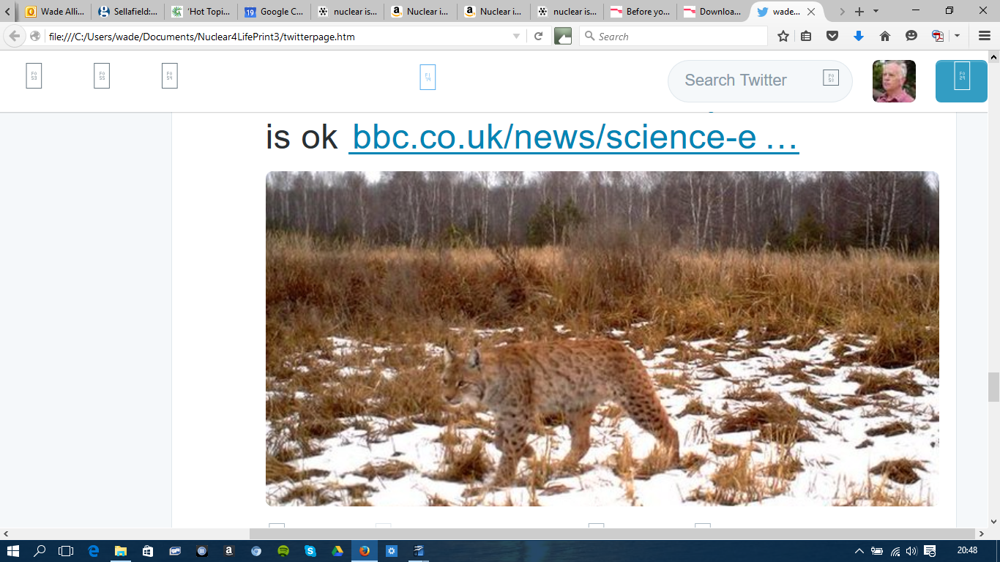 Wade Alli...
Sellafield:...
'Hot Topi...
19
Google C...
nuclear is...
Nuclear i...
Nuclear i...
nuclear is...
Before yo...
Downloa...
wade...
file:///C:/Users/wade/Documents/Nuclear4LifePrint3/twitterpage.htm
Search
Search Twitter
is ok bbc.co.uk/news/science-e ...
20:48